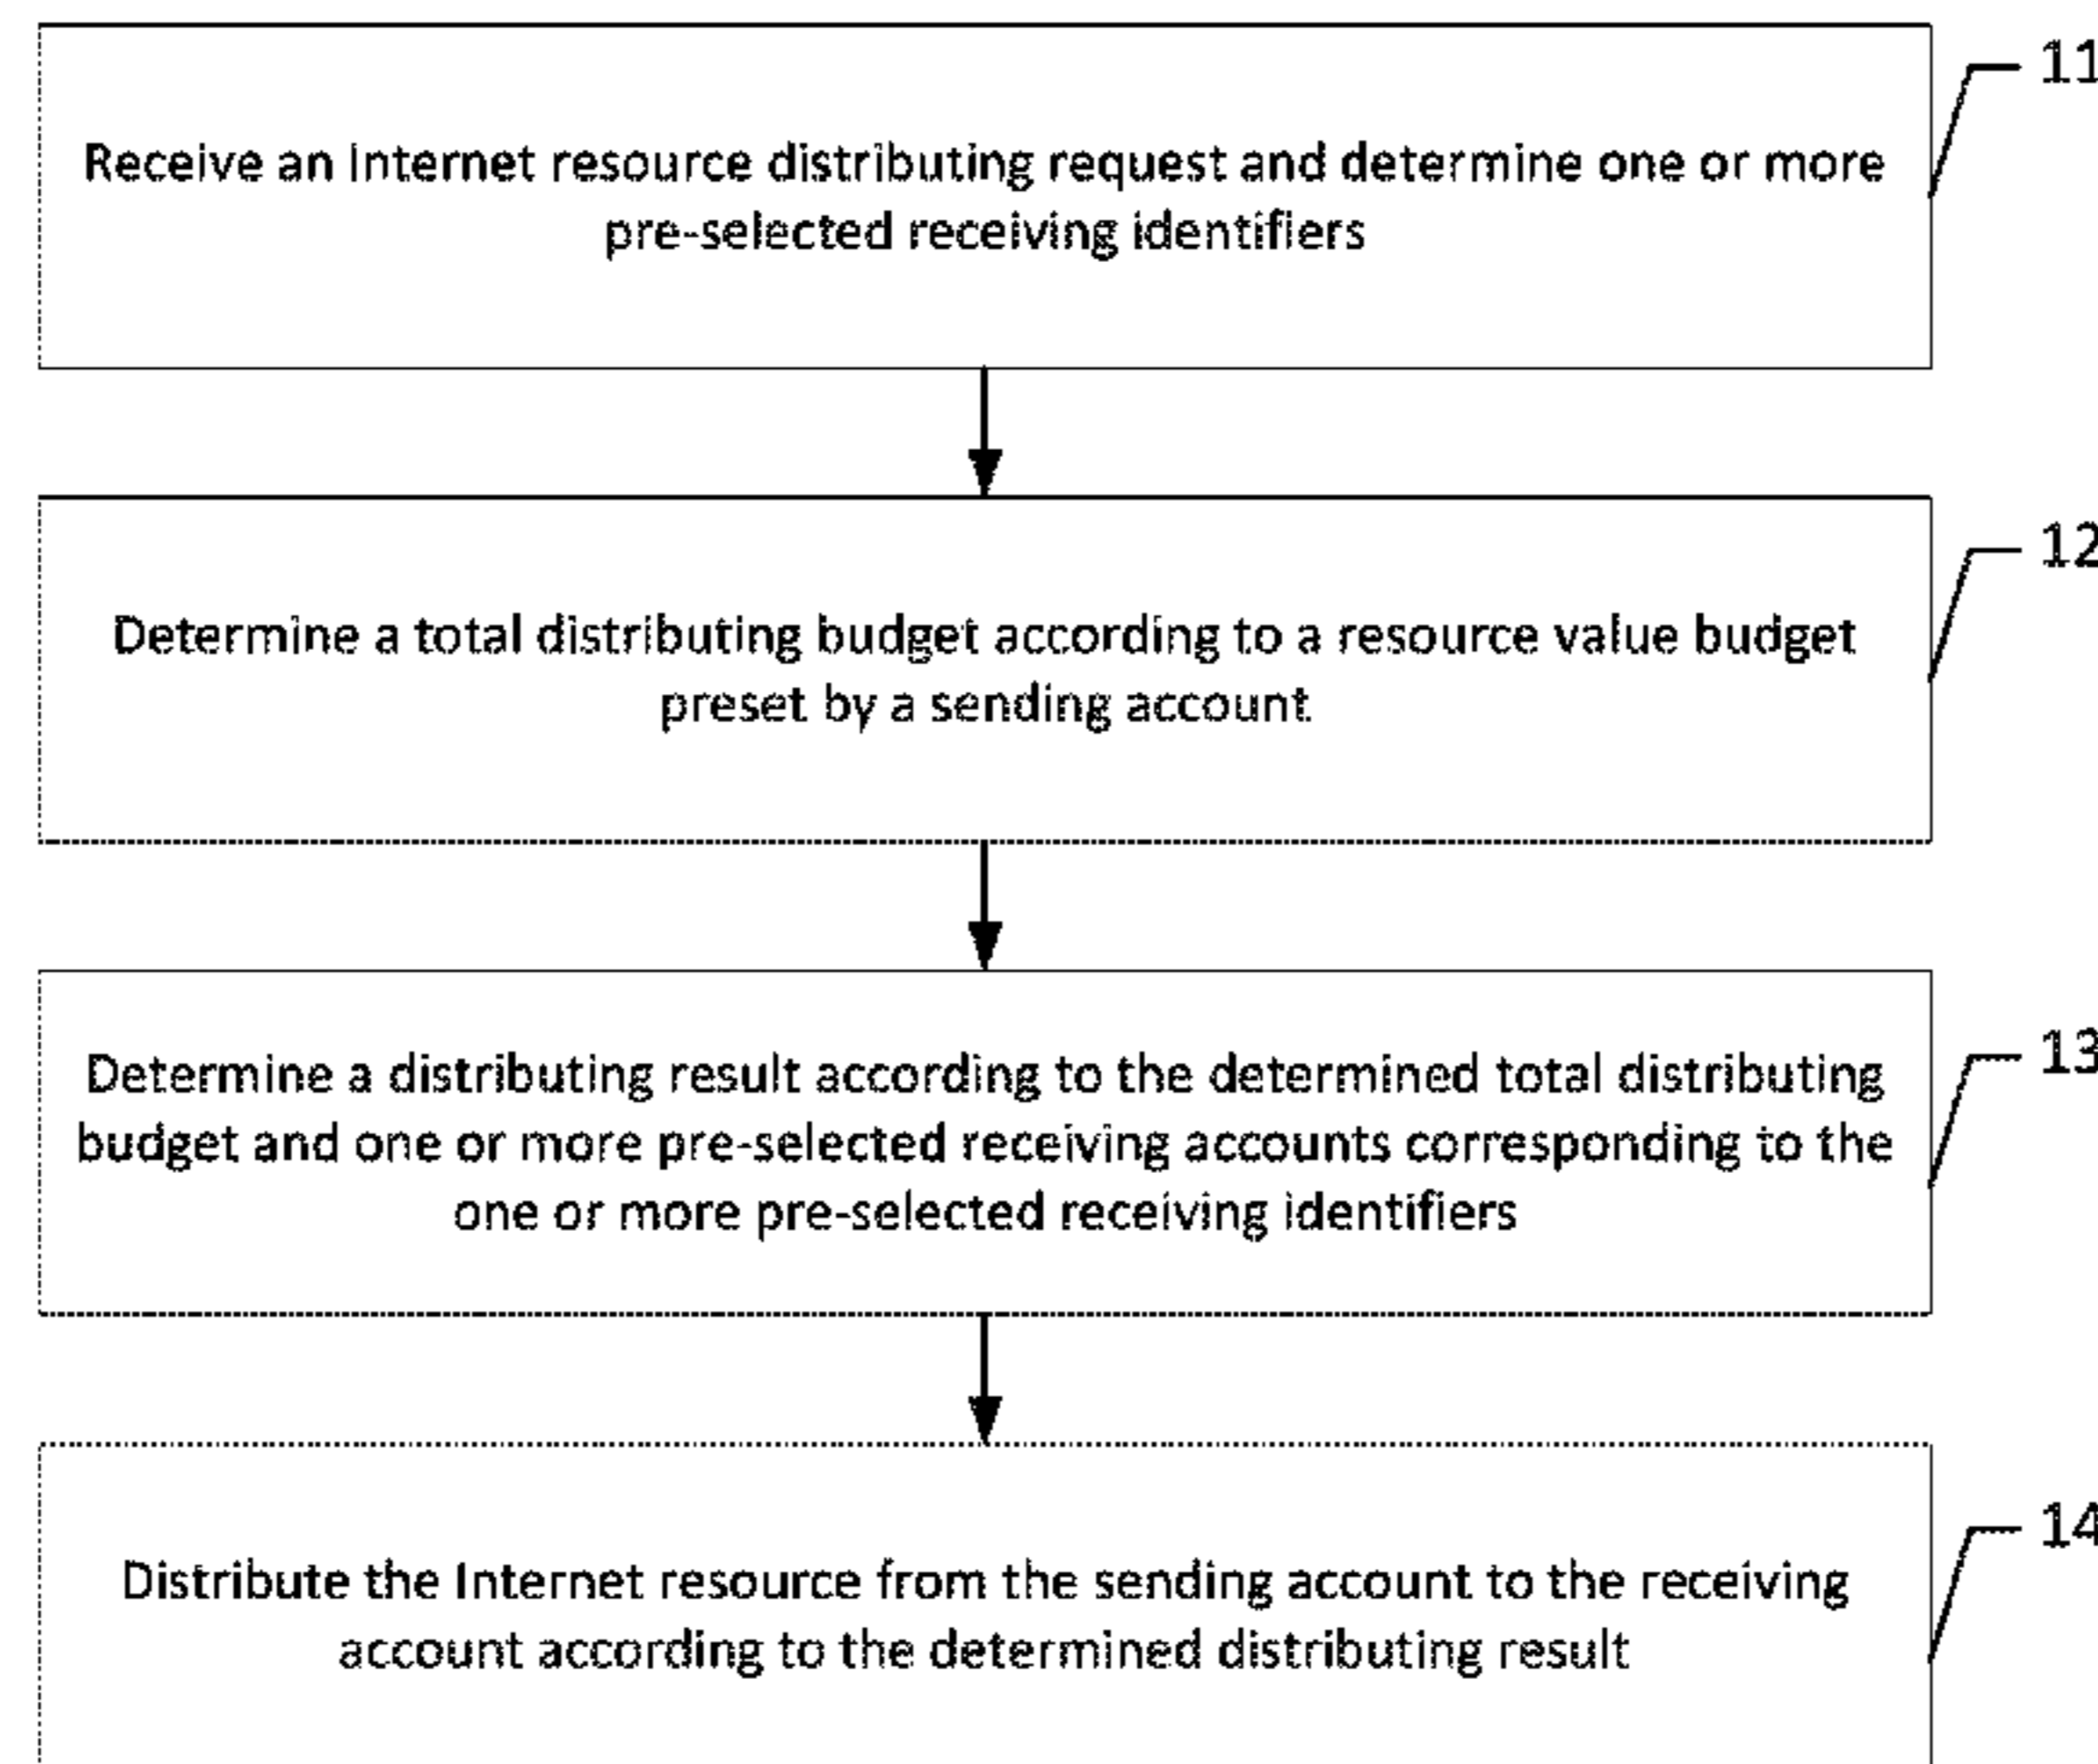 11
Receive an Internet resource distributing request and determine one or more
pre-selected receiving identifiers
12
Determine a total distributing budget according to a resource value budget
preset by a sending account
13
Determine a distributing result according to the determined total distributing
budget and one or more pre-selected receiving accounts corresponding to the
one or more pre-selected receiving identifiers
14
Distribute the Internet resource from the sending account to the receiving
account according to the determined distributing result